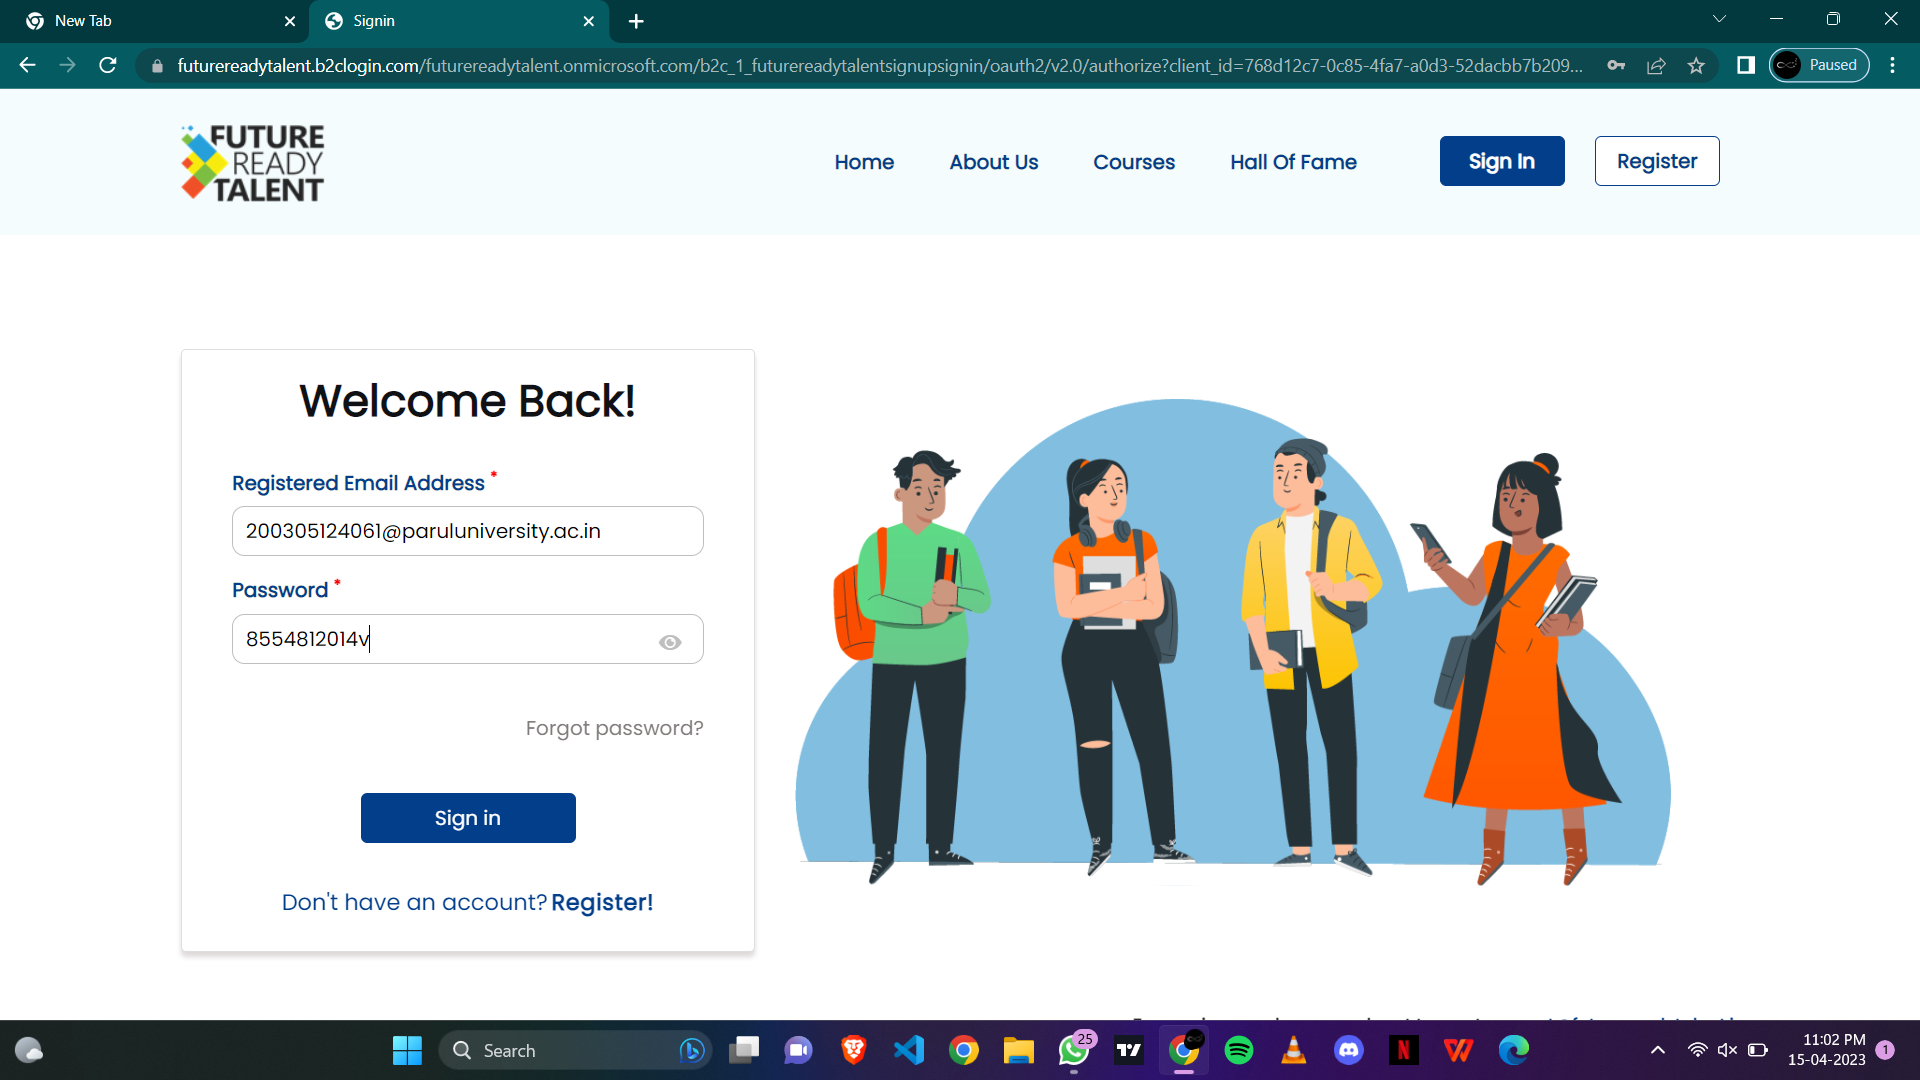 New Tab
Signin
futurereadytalent.b2clogin.com/futurereadytalent.onmicrosoft.com/b2c_1_futurereadytalentsignupsignin/oauth2/v2.0/authorize?client_id=768d12c7-0c85-4fa7-a0d3-52dacbb7b209...
Paused
FUTURE
READY
TALENT
Home
About Us
Courses
Hall Of Fame
Sign In
Register
Welcome Back!
Registered Email Address *
200305124061@paruluniversity.ac.in
Password *
8554812014v
Forgot password?
Sign in
Don't have an account? Register!
Search
25
11:02 PM
15-04-2023
1